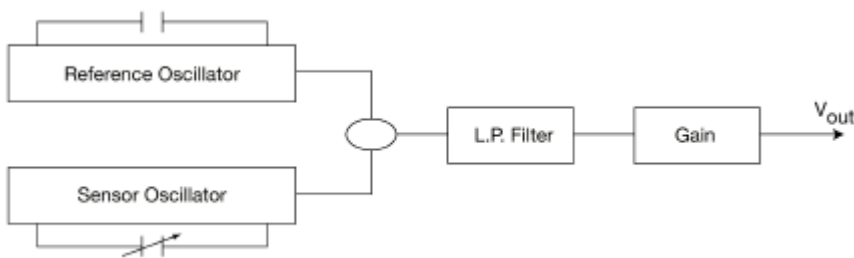 Reference Oscillator
Sensor Oscillator
L.P. Filter
Gain
Vout